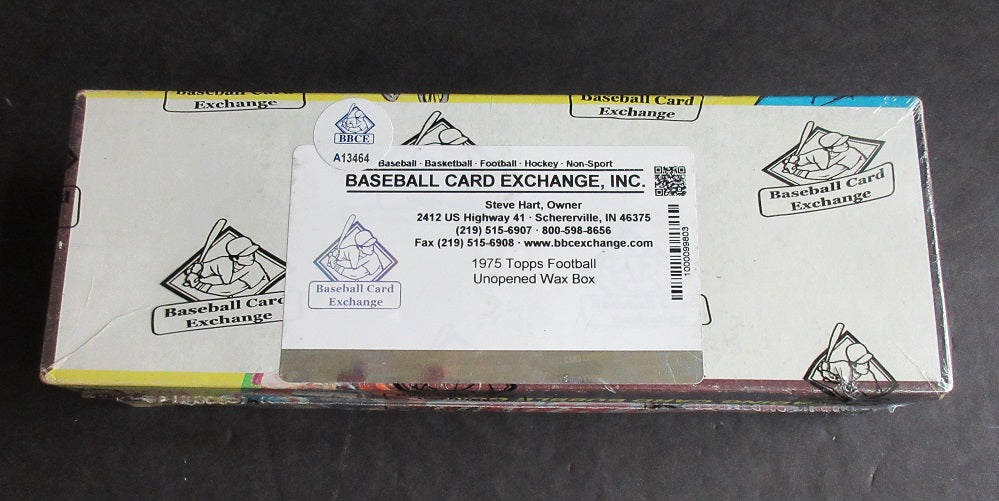 Baseball Card
Exchange
Baseball Card
Exchange
BBCE
A13464
Baseball · Basketball · Football · Hockey · Non-Sport
BASEBALL CARD EXCHANGE, INC.
Steve Hart, Owner
2412 US Highway 41 · Schererville, IN 46375
(219) 515-6907 · 800-598-8656
Fax (219) 515-6908 · www.bbcexchange.com
1975 Topps Football
Unopened Wax Box
1000099803
Baseball Card
Exchange
Baseball Card
Exchange
Baseball Card
Exchange